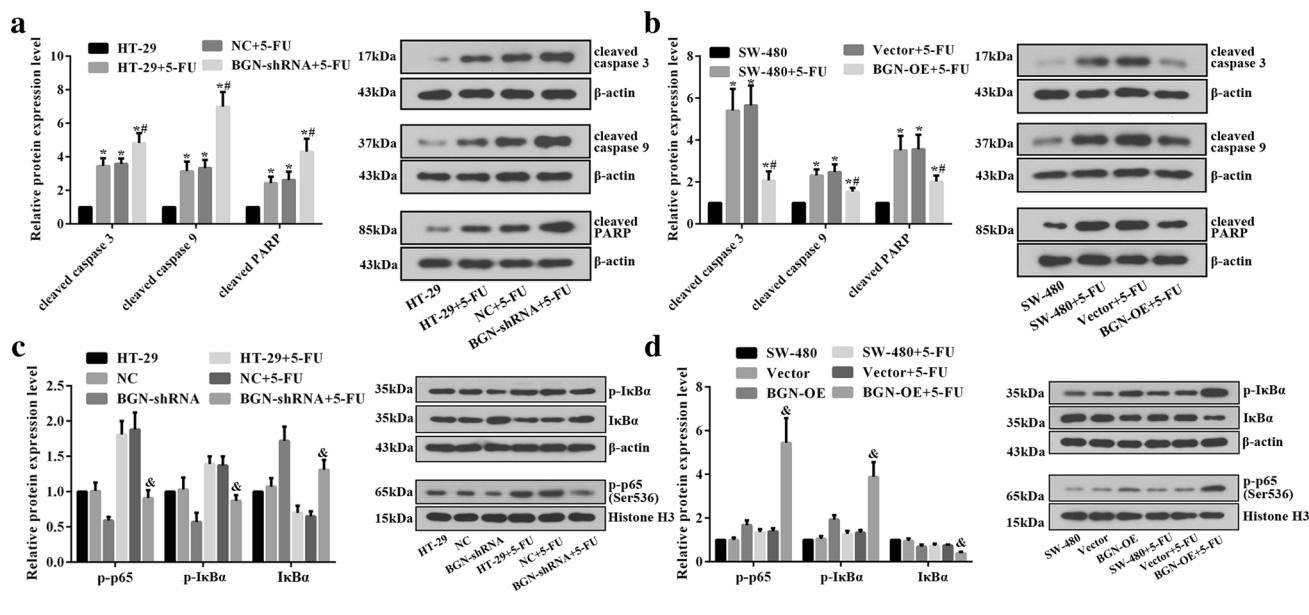 a
Relative protein expression level
10
8
6
4
2
0
HT-29
HT-29+5-FU
NC+5-FU
BGN-shRNA+5-FU
* * *#
* * *#
* * *#
cleaved caspase 3
cleaved caspase 9
cleaved PARP
17kDa
cleaved
caspase 3
43kDa
β-actin
37kDa
cleaved
caspase 9
43kDa
β-actin
85kDa
cleaved
PARP
43kDa
β-actin
HT-29
HT-29+5-FU
NC+5-FU
BGN-shRNA+5-FU
b
Relative protein expression level
8
6
4
2
0
SW-480
SW-480+5-FU
Vector+5-FU
BGN-OE+5-FU
* * *#
* * *#
* * *#
cleaved caspase 3
cleaved caspase 9
cleaved PARP
17kDa
cleaved
caspase 3
43kDa
β-actin
37kDa
cleaved
caspase 9
43kDa
β-actin
85kDa
cleaved
PARP
43kDa
β-actin
SW-480
SW-480+5-FU
Vector+5-FU
BGN-OE+5-FU
c
Relative protein expression level
2.5
2.0
1.5
1.0
0.5
0.0
HT-29
NC
BGN-shRNA
HT-29+5-FU
NC+5-FU
BGN-shRNA+5-FU
&
&
&
p-p65
p-IκBα
IκBα
35kDa
p-IκBα
35kDa
IκBα
43kDa
β-actin
65kDa
p-p65
(Ser536)
15kDa
Histone H3
HT-29
NC
BGN-shRNA
HT-29+5-FU
NC+5-FU
BGN-shRNA+5-FU
d
Relative protein expression level
8
6
4
2
0
SW-480
Vector
BGN-OE
SW-480+5-FU
Vector+5-FU
BGN-OE+5-FU
&
&
&
p-p65
p-IκBα
IκBα
35kDa
p-IκBα
35kDa
IκBα
43kDa
β-actin
65kDa
p-p65
(Ser536)
15kDa
Histone H3
SW-480
Vector
BGN-OE
SW-480+5-FU
Vector+5-FU
BGN-OE+5-FU